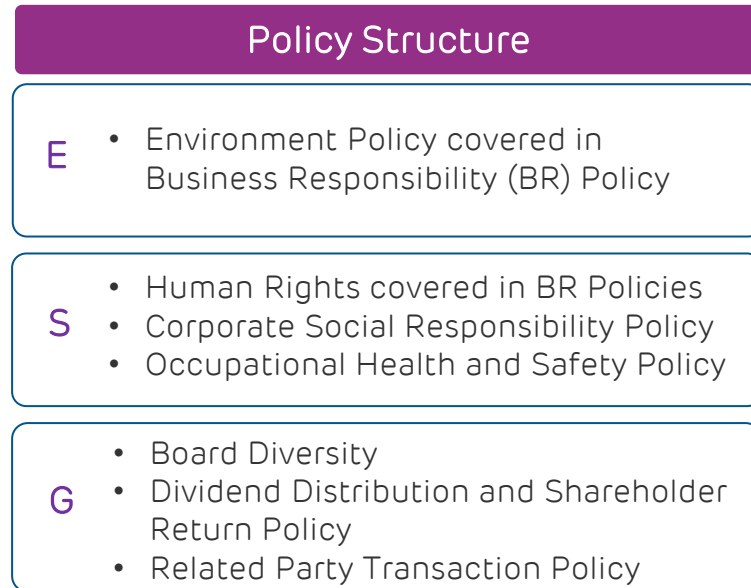 Policy Structure
E
• Environment Policy covered in
Business Responsibility (BR) Policy
S
• Human Rights covered in BR Policies
• Corporate Social Responsibility Policy
• Occupational Health and Safety Policy
G
• Board Diversity
• Dividend Distribution and Shareholder
Return Policy
• Related Party Transaction Policy